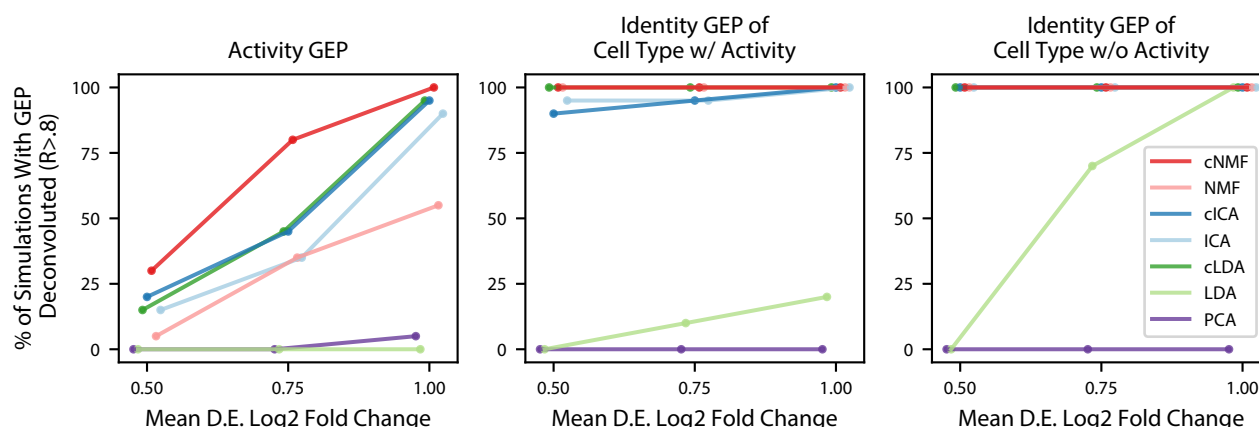 Activity GEP
Identity GEP of
Cell Type w/ Activity
Identity GEP of
Cell Type w/o Activity
% of Simulations With GEP
Deconvoluted (R>.8)
100
75
50
25
0
0.50 0.75 1.00
Mean D.E. Log2 Fold Change
100
75
50
25
0
0.50 0.75 1.00
Mean D.E. Log2 Fold Change
100
75
50
25
0
0.50 0.75 1.00
Mean D.E. Log2 Fold Change
cNMF
NMF
cICA
ICA
cLDA
LDA
PCA